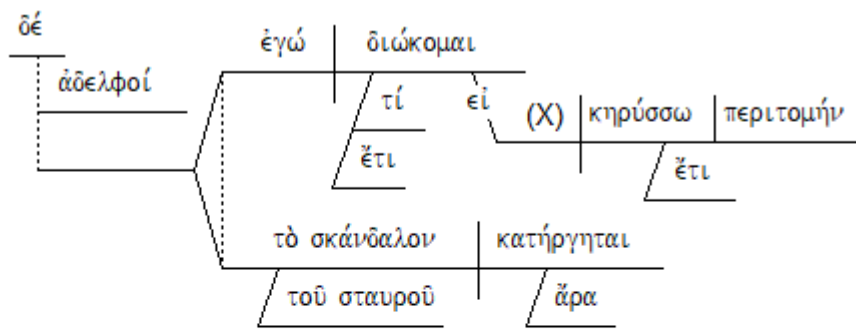 δέ
ἐγώ διώκομαι
ἀδελφοί
τί εἰ
(X) κηρύσσω περιτομήν
ἔτι ἔτι
τὸ σκάνδαλον κατήργηται
τοῦ σταυροῦ ἄρα